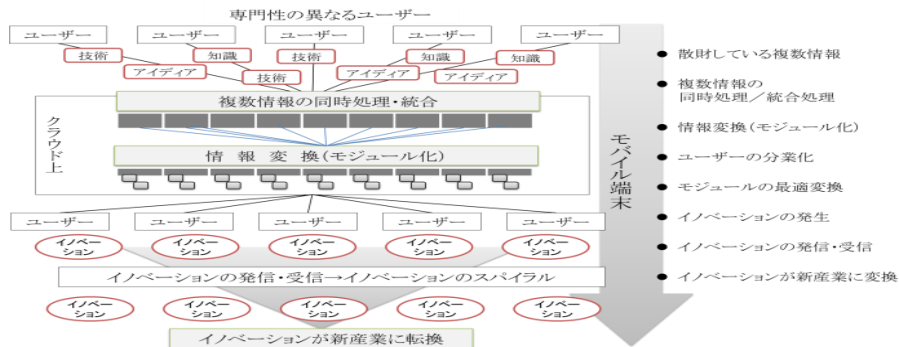 専門性の異なるユーザー
ユーザー ユーザー ユーザー ユーザー ユーザー
技術 知識 技術 知識 知識
アイディア 技術 アイディア アイディア
複数情報の同時処理・統合
クラウド上
情報変換(モジュール化)
ユーザー ユーザー ユーザー ユーザー ユーザー
イノベーション イノベーション イノベーション イノベーション イノベーション
イノベーションの発信・受信→イノベーションのスパイラル
イノベーション イノベーション イノベーション イノベーション イノベーション
イノベーションが新産業に転換
モバイル端末
● 散財している複数情報
● 複数情報の
同時処理/統合処理
● 情報変換(モジュール化)
● ユーザーの分業化
● モジュールの最適変換
● イノベーションの発生
● イノベーションの発信・受信
● イノベーションが新産業に変換